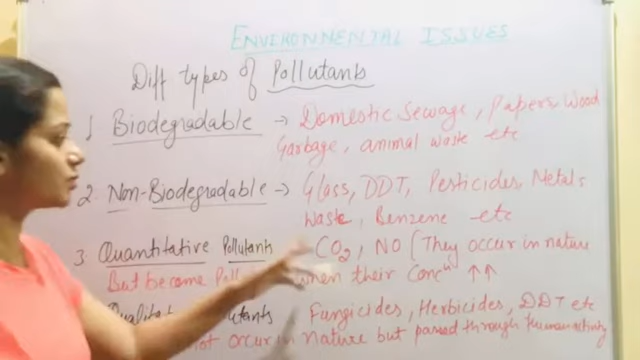 ENVIRONMENTAL ISSUES
Diff types of Pollutants
1 Biodegradable → Domestic Sewage, Papers, Wood
Garbage, animal waste etc
2. Non-Biodegradable → Glass, DDT, Pesticides, Metals
Waste, Benzene etc
3 Quantitative Pollutants CO2, NO (They occur in nature
But become when their Concn ↑↑
Fungicides, Herbicides, DDT etc
not occur in Nature but passed through human activity